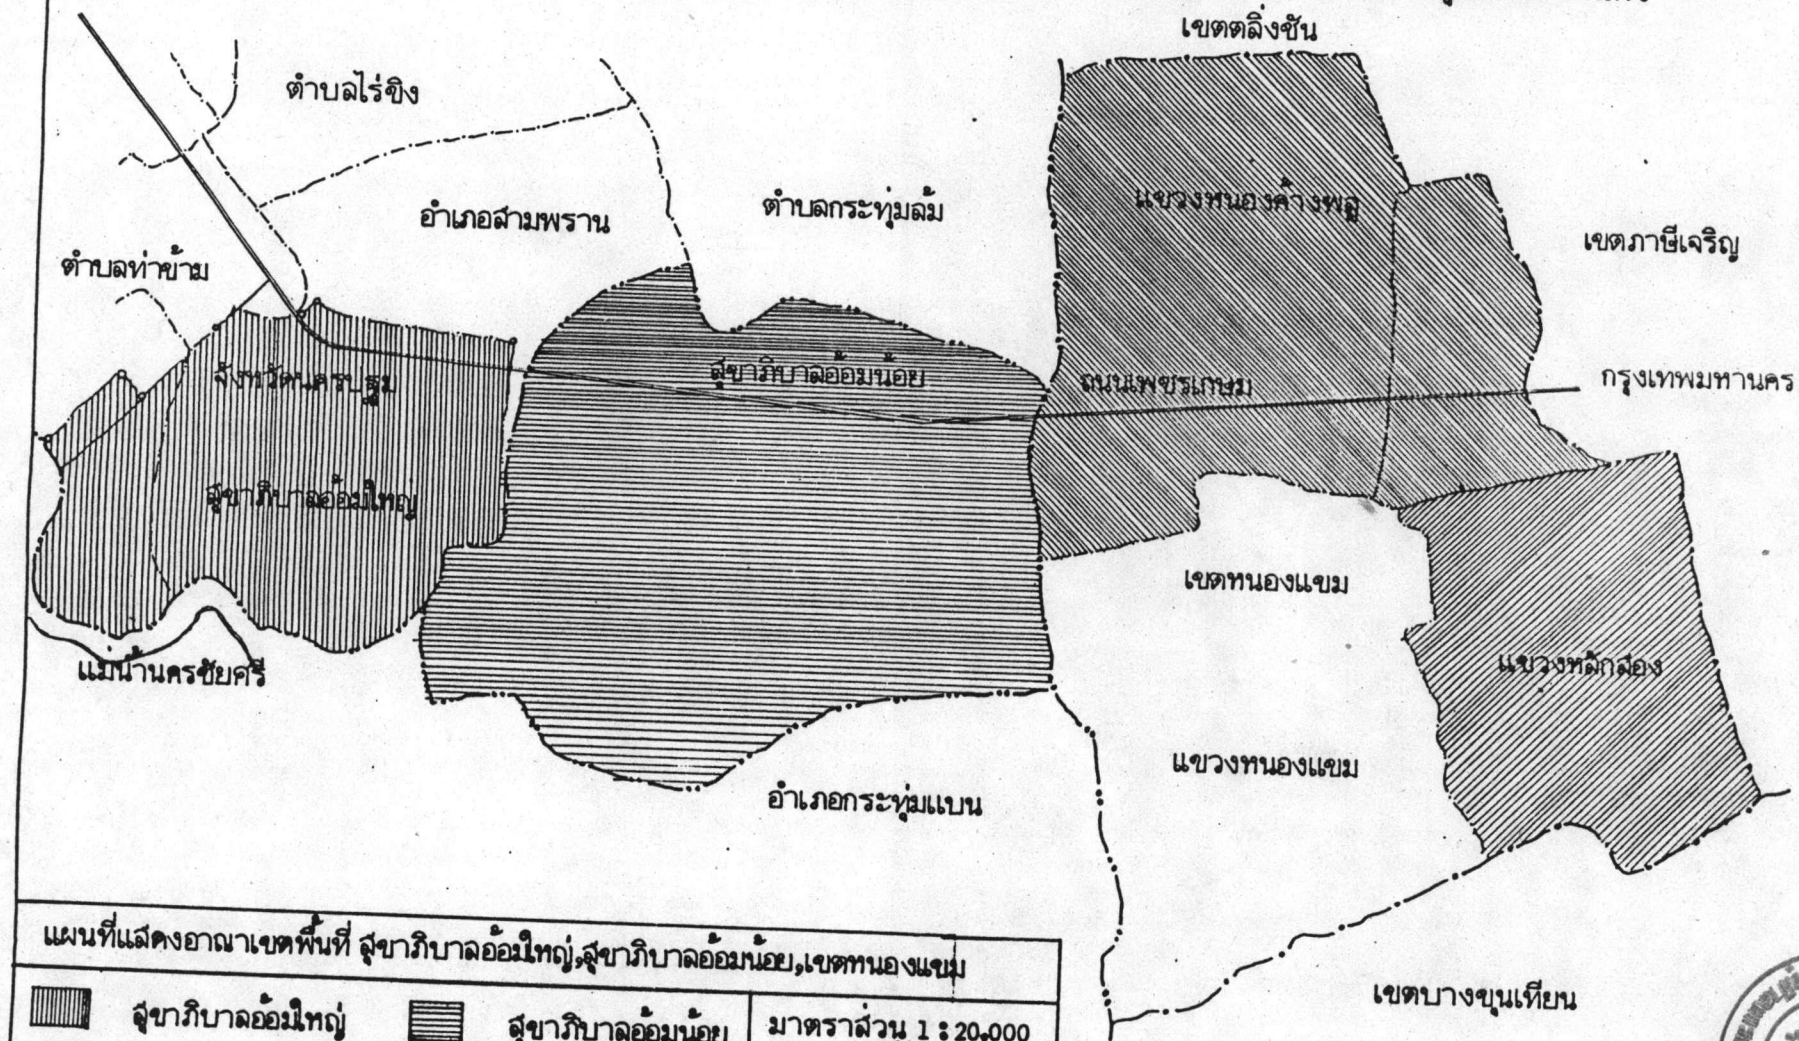 เขตตลิ่งชัน
ตำบลไร่ขิง
แขวงหนองค้างพลู
ตำบลกระทุ่มล้ม
อำเภอสามพราน
เขตภาษีเจริญ
ตำบลท่าข้าม
จังหวัดนครปฐม
สุขาภิบาลอ้อมน้อย
ถนนเพชรเกษม
กรุงเทพมหานคร
สุขาภิบาลอ้อมใหญ่
เขตหนองแขม
แม่น้ำนครชัยศรี
แขวงหลักสอง
แขวงหนองแขม
อำเภอกระทุ่มแบน
แผนที่แสดงอาณาเขตพื้นที่ สุขาภิบาลอ้อมใหญ่,สุขาภิบาลอ้อมน้อย,เขตหนองแขม
เขตบางขุนเทียน
สุขาภิบาลอ้อมใหญ่
สุขาภิบาลอ้อมน้อย
มาตราส่วน 1:20.000